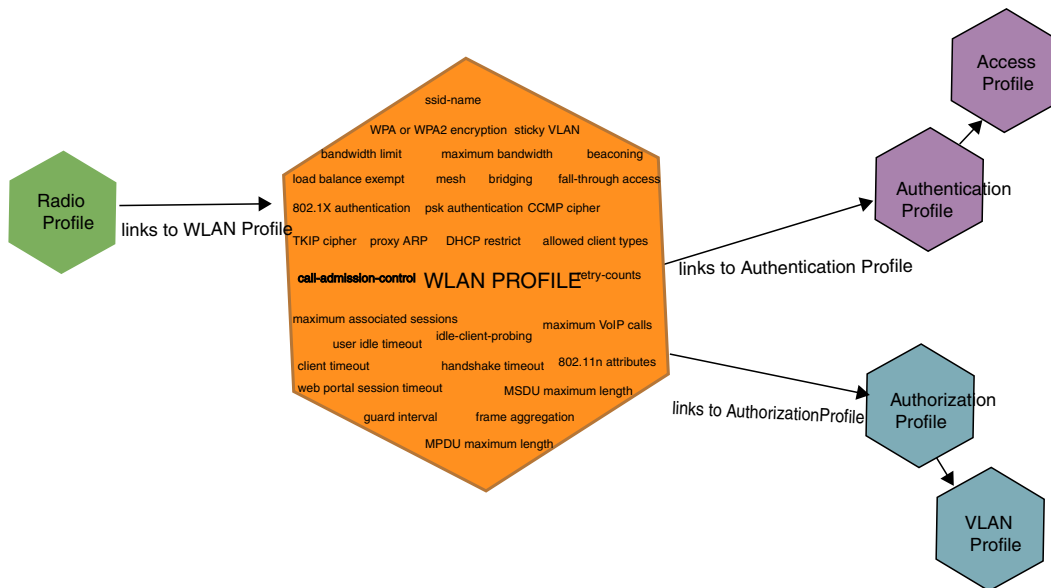 Access
Profile
ssid-name
WPA or WPA2 encryption sticky VLAN
bandwidth limit maximum bandwidth beaconing
load balance exempt mesh bridging fall-through access
Radio
Profile
links to WLAN Profile
802.1X authentication psk authentication CCMP cipher
Authentication
Profile
TKIP cipher proxy ARP DHCP restrict allowed client types
call-admission-control WLAN PROFILE retry-counts
links to Authentication Profile
maximum associated sessions maximum VoIP calls
user idle timeout idle-client-probing
client timeout handshake timeout 802.11n attributes
web portal session timeout MSDU maximum length
guard interval frame aggregation
MPDU maximum length
links to AuthorizationProfile
Authorization
Profile
VLAN
Profile